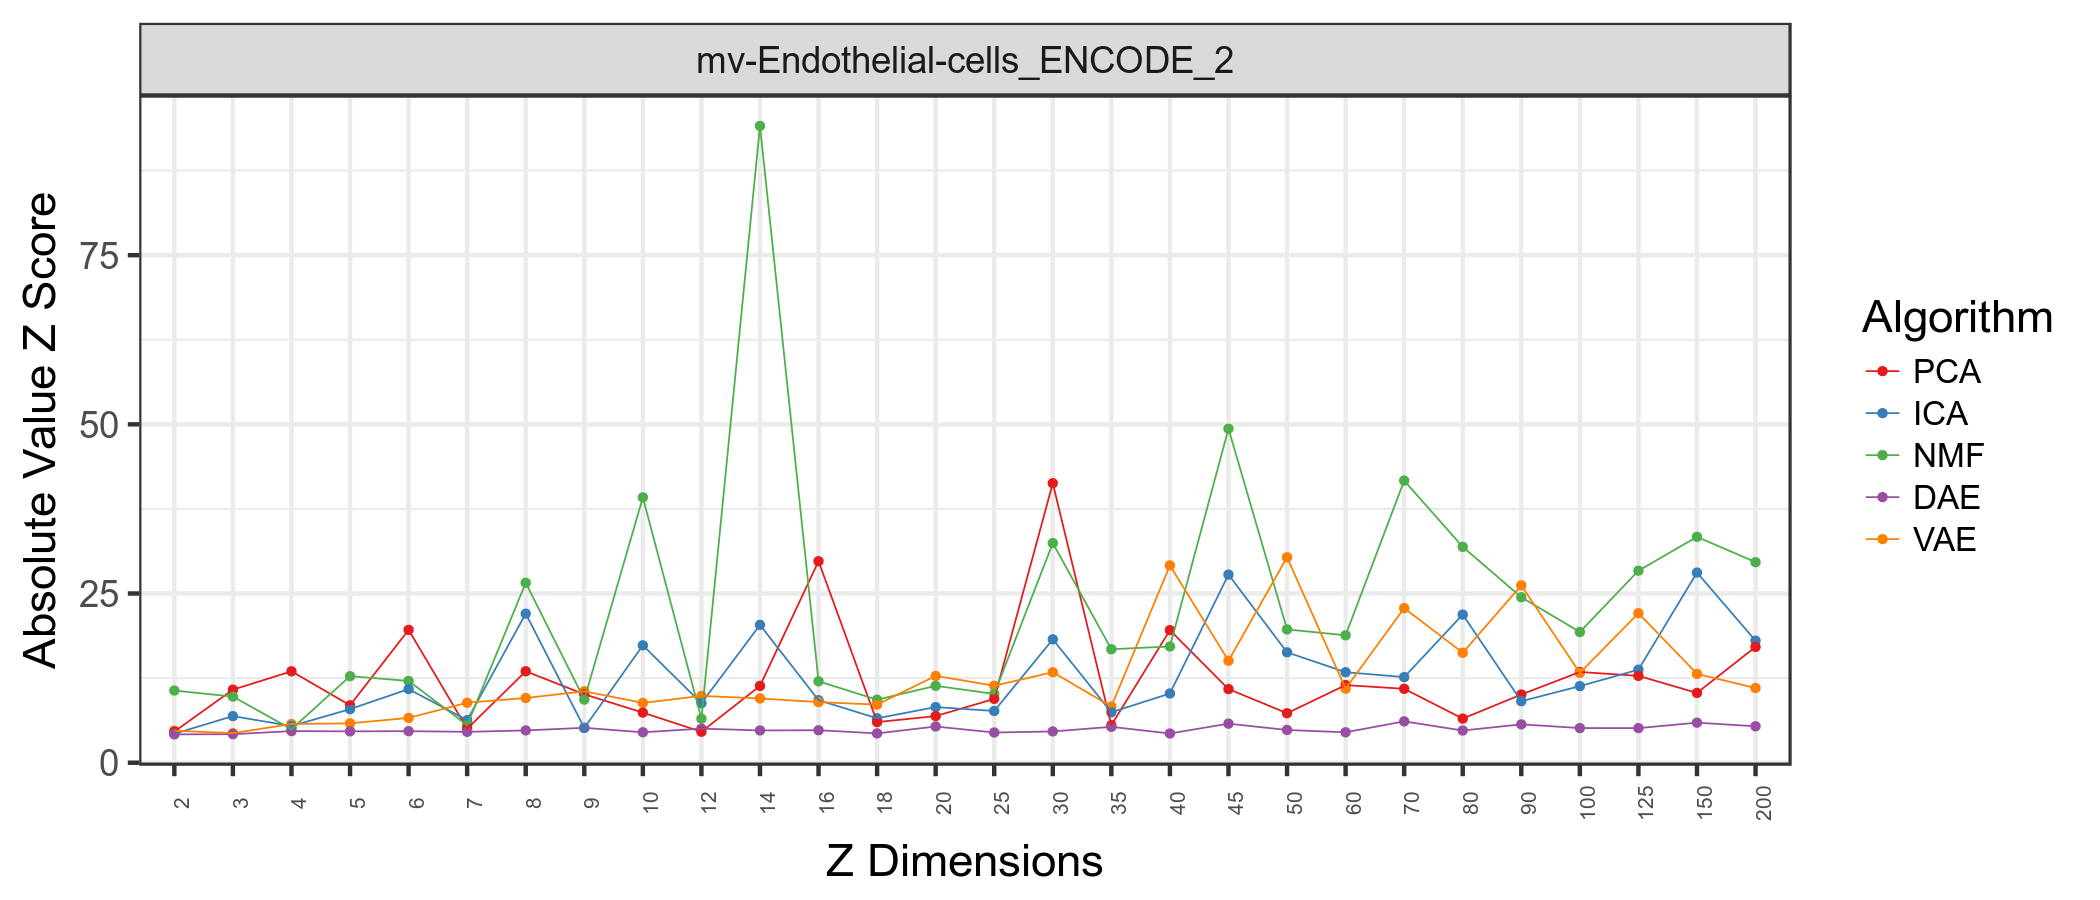 mv-Endothelial-cells_ENCODE_2
Absolute Value Z Score
75
50
25
0
2 3 4 5 6 7 8 9 10 12 14 16 18 20 25 30 35 40 45 50 60 70 80 90 100 125 150 200
Z Dimensions
Algorithm
PCA
ICA
NMF
DAE
VAE